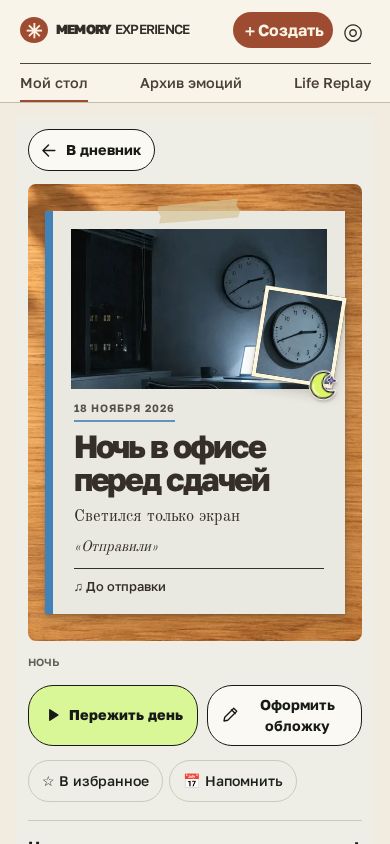 MEMORY EXPERIENCE
+ Создать
Мой стол
Архив эмоций
Life Replay
В дневник
18 НОЯБРЯ 2026
Ночь в офисе
перед сдачей
Светился только экран
«Отправили»
♫ До отправки
НОЧЬ
Пережить день
Оформить
обложку
☆ В избранное
Напомнить